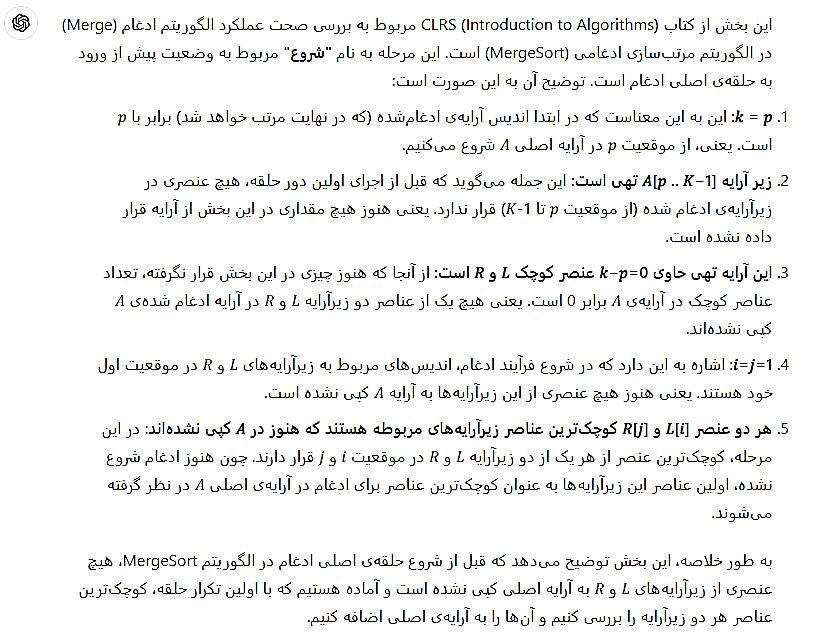 این بخش از کتاب CLRS (Introduction to Algorithms) مربوط به بررسی صحت عملکرد الگوریتم ادغام (Merge)
در الگوریتم مرتب‌سازی ادغامی (MergeSort) است. این مرحله به نام "شروع" مربوط به وضعیت پیش از ورود
به حلقه‌ی اصلی ادغام است. توضیح آن به این صورت است:
1. k = p: این به این معناست که در ابتدا اندیس آرایه‌ی ادغام‌شده (که در نهایت مرتب خواهد شد) برابر با p
است. یعنی، از موقعیت p در آرایه اصلی A شروع می‌کنیم.
2. زیر آرایه A[p .. K−1] تهی است: این جمله می‌گوید که قبل از اجرای اولین دور حلقه، هیچ عنصری در
زیرآرایه‌ی ادغام شده (از موقعیت p تا K-1) قرار ندارد. یعنی هنوز هیچ مقداری در این بخش از آرایه قرار
داده نشده است.
3. این آرایه تهی حاوی k−p=0 عنصر کوچک L و R است: از آنجا که هنوز چیزی در این بخش قرار نگرفته، تعداد
عناصر کوچک در آرایه‌ی A برابر 0 است. یعنی هیچ یک از عناصر دو زیرآرایه L و R در آرایه ادغام شده‌ی A
کپی نشده‌اند.
4. i=j=1: اشاره به این دارد که در شروع فرآیند ادغام، اندیس‌های مربوط به زیرآرایه‌های L و R در موقعیت اول
خود هستند. یعنی هنوز هیچ عنصری از این زیرآرایه‌ها به آرایه A کپی نشده است.
5. هر دو عنصر L[i] و R[j] کوچک‌ترین عناصر زیرآرایه‌های مربوطه هستند که هنوز در A کپی نشده‌اند: در این
مرحله، کوچک‌ترین عنصر از هر یک از دو زیرآرایه L و R در موقعیت i و j قرار دارند. چون هنوز ادغام شروع
نشده، اولین عناصر این زیرآرایه‌ها به عنوان کوچک‌ترین عناصر برای ادغام در آرایه‌ی اصلی A در نظر گرفته
می‌شوند.
به طور خلاصه، این بخش توضیح می‌دهد که قبل از شروع حلقه‌ی اصلی ادغام در الگوریتم MergeSort، هیچ
عنصری از زیرآرایه‌های L و R به آرایه اصلی کپی نشده است و آماده هستیم که با اولین تکرار حلقه، کوچک‌ترین
عناصر هر دو زیرآرایه را بررسی کنیم و آن‌ها را به آرایه‌ی اصلی اضافه کنیم.